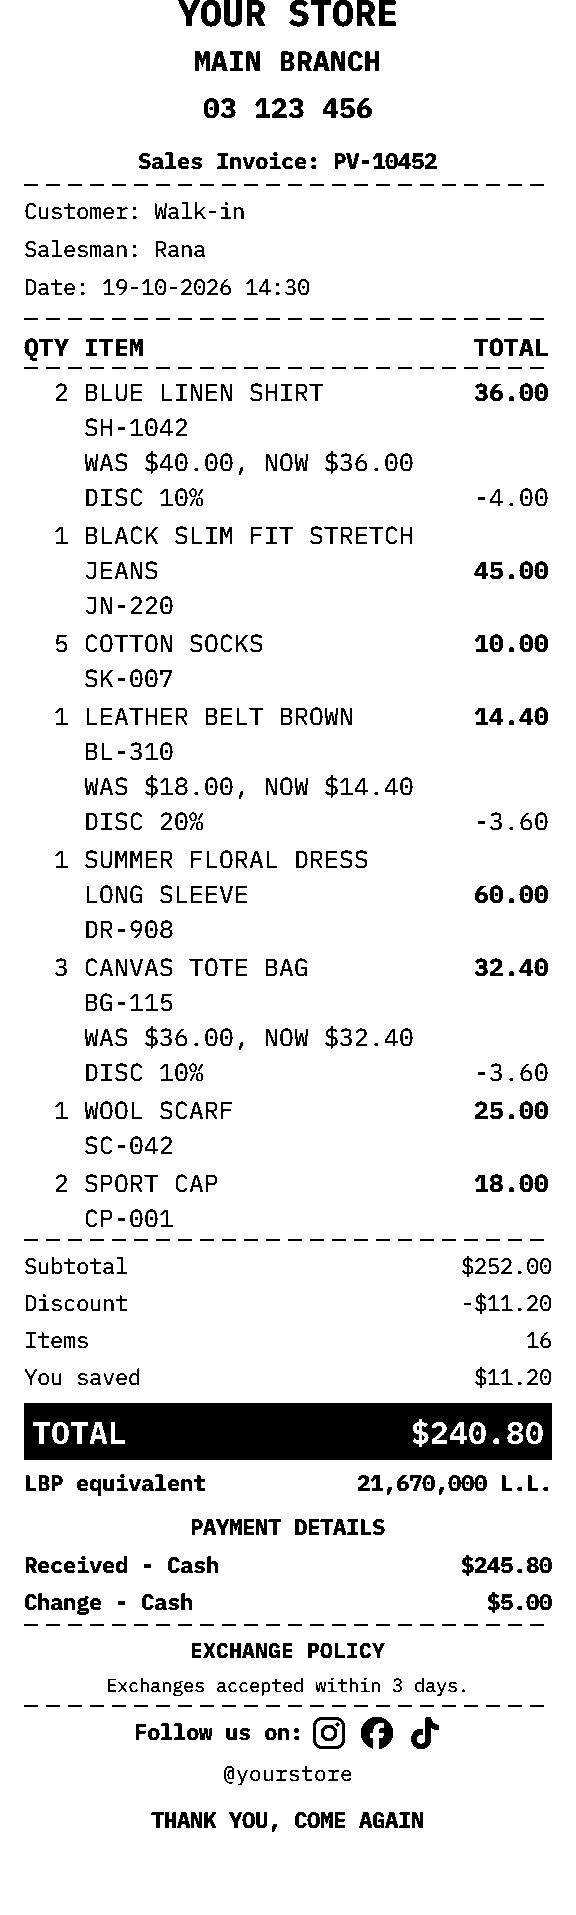 YOUR STORE
MAIN BRANCH
03 123 456
Sales Invoice: PV-10452
Customer: Walk-in
Salesman: Rana
Date: 19-10-2026 14:30
QTY ITEM TOTAL
2 BLUE LINEN SHIRT 36.00
SH-1042
WAS $40.00, NOW $36.00
DISC 10% -4.00
1 BLACK SLIM FIT STRETCH
JEANS 45.00
JN-220
5 COTTON SOCKS 10.00
SK-007
1 LEATHER BELT BROWN 14.40
BL-310
WAS $18.00, NOW $14.40
DISC 20% -3.60
1 SUMMER FLORAL DRESS
LONG SLEEVE 60.00
DR-908
3 CANVAS TOTE BAG 32.40
BG-115
WAS $36.00, NOW $32.40
DISC 10% -3.60
1 WOOL SCARF 25.00
SC-042
2 SPORT CAP 18.00
CP-001
Subtotal $252.00
Discount -$11.20
Items 16
You saved $11.20
TOTAL $240.80
LBP equivalent 21,670,000 L.L.
PAYMENT DETAILS
Received - Cash $245.80
Change - Cash $5.00
EXCHANGE POLICY
Exchanges accepted within 3 days.
Follow us on:
@yourstore
THANK YOU, COME AGAIN